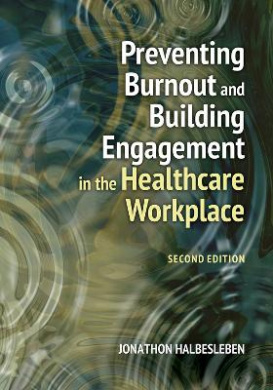 Preventing
Burnout and
Building
Engagement
in the Healthcare
Workplace
SECOND EDITION
JONATHON HALBESLEBEN